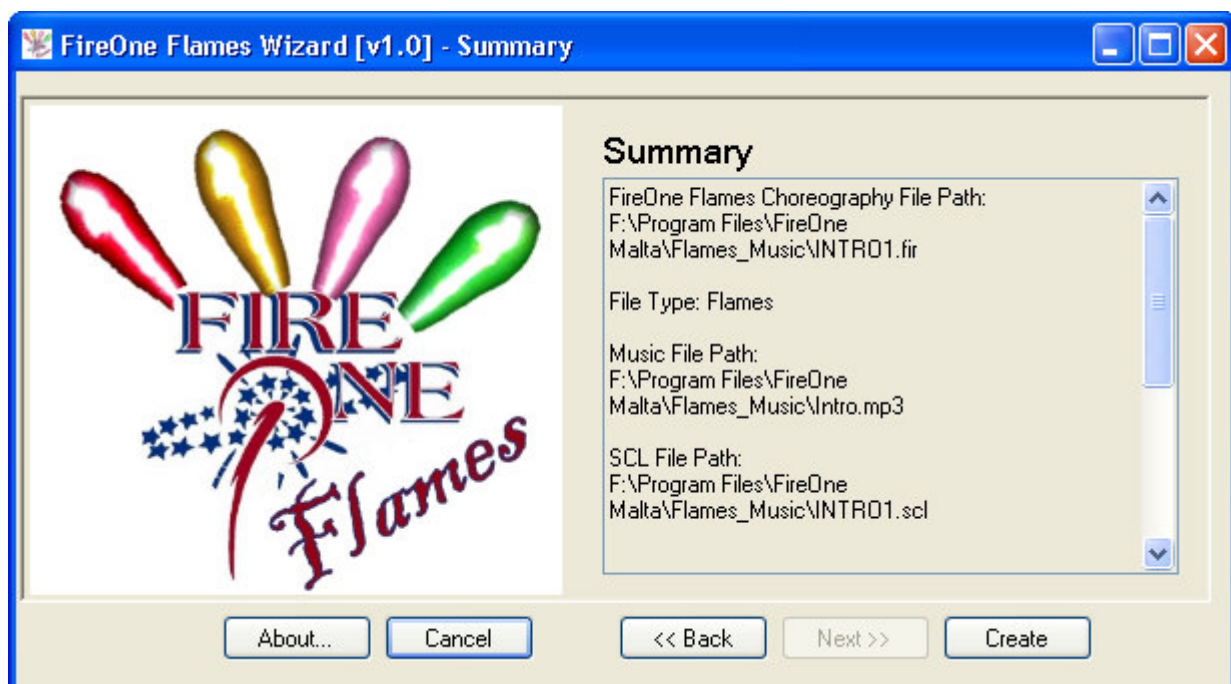 FireOne Flames Wizard [v1.0] - Summary
FIRE
ONE
Flames
Summary
FireOne Flames Choreography File Path:
F:\Program Files\FireOne
Malta\Flames_Music\INTRO1.fir
File Type: Flames
Music File Path:
F:\Program Files\FireOne
Malta\Flames_Music\Intro.mp3
SCL File Path:
F:\Program Files\FireOne
Malta\Flames_Music\INTRO1.scl
About...
Cancel
<< Back
Next >>
Create